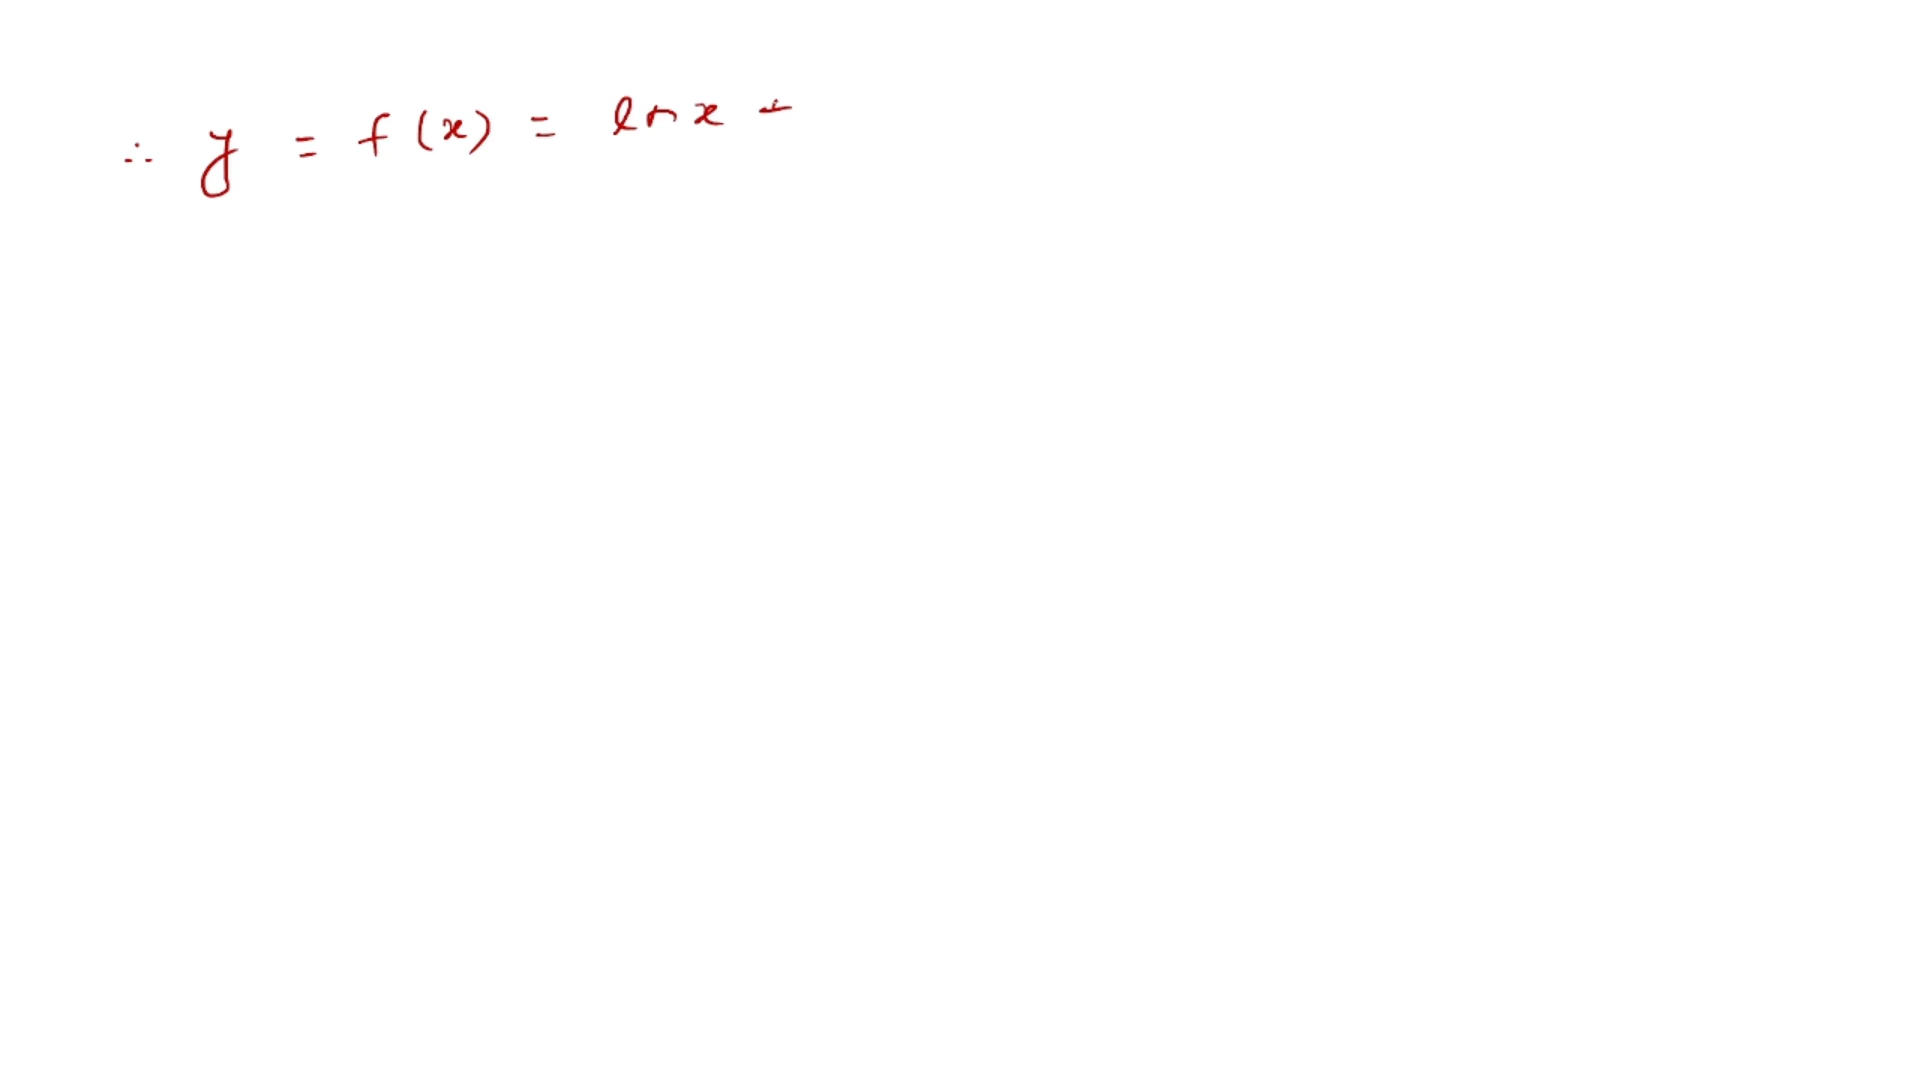 ∴ y = f(x) = ln x +